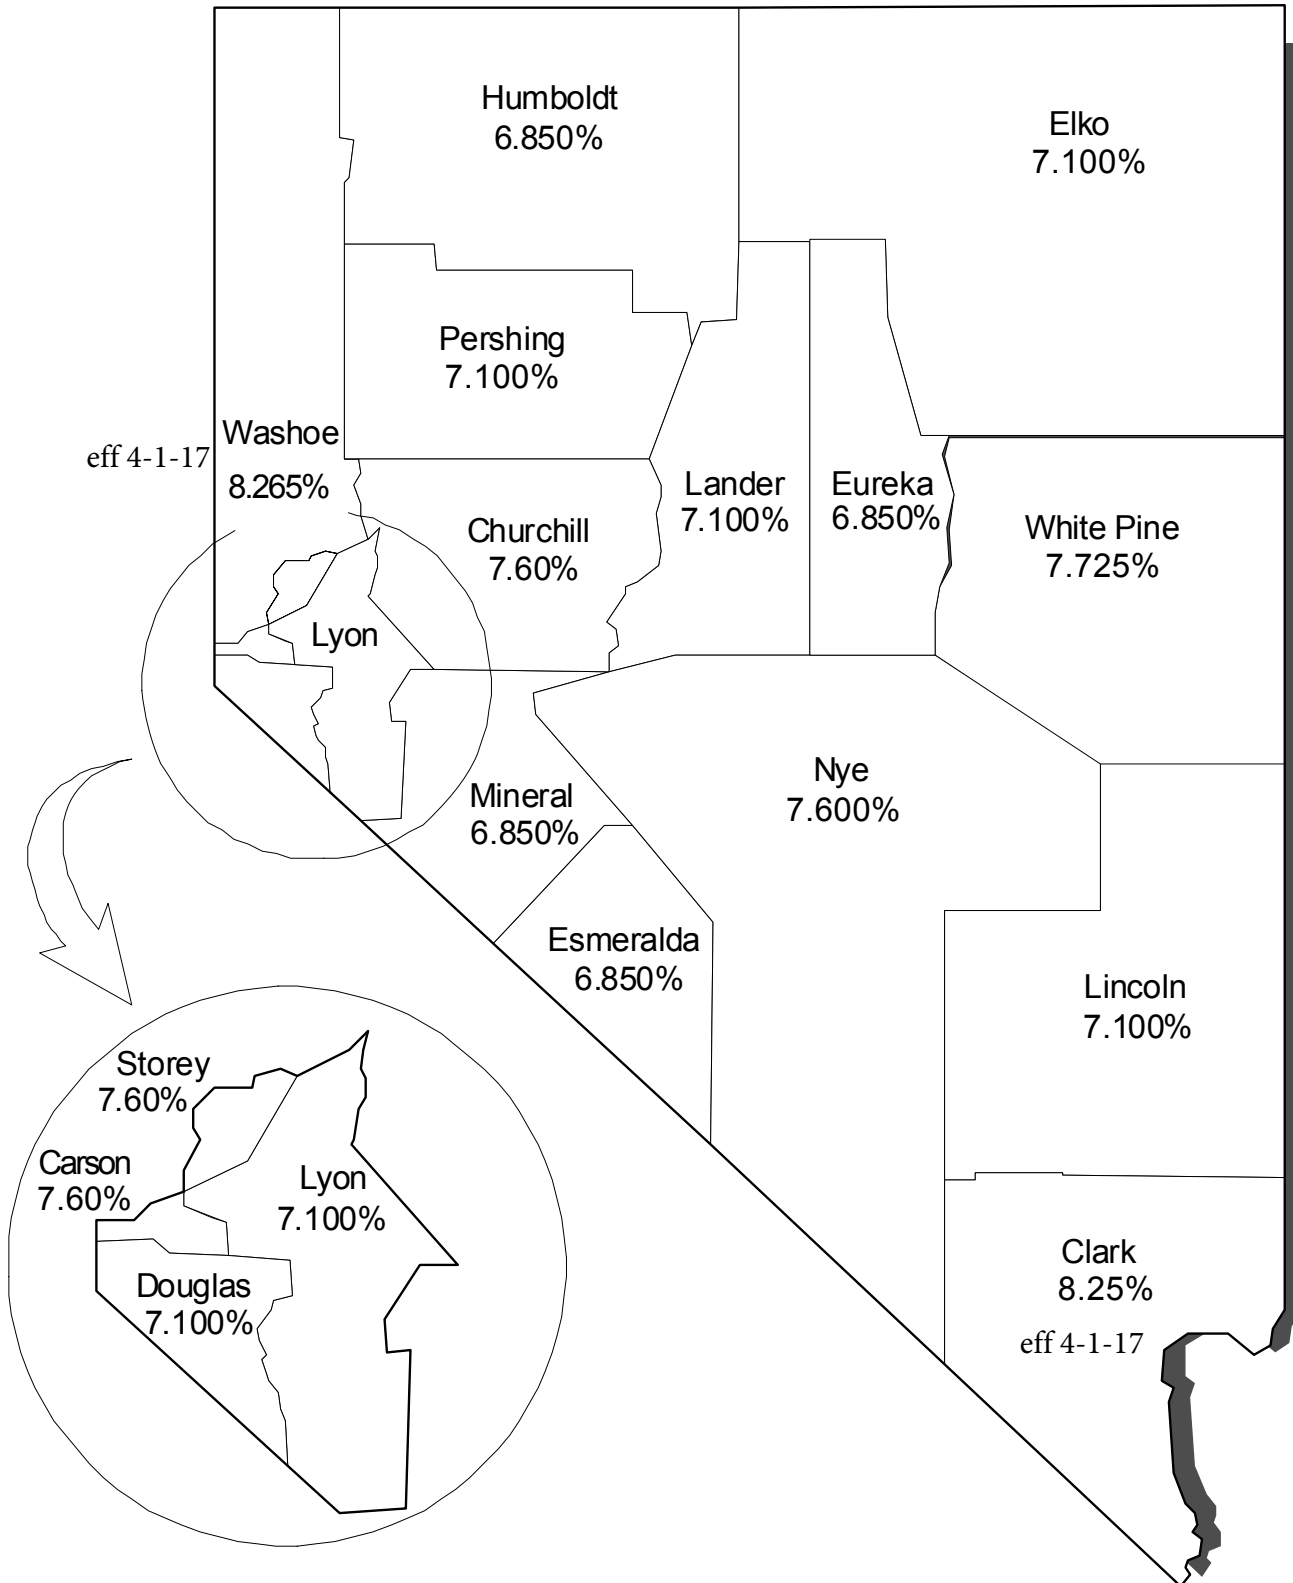 Humboldt
6.850%
Elko
7.100%
Pershing
7.100%
Washoe
eff 4-1-17
8.265%
Lander
7.100%
Eureka
6.850%
Churchill
7.60%
White Pine
7.725%
Lyon
Nye
7.600%
Mineral
6.850%
Esmeralda
6.850%
Lincoln
7.100%
Storey
7.60%
Carson
7.60%
Lyon
7.100%
Douglas
7.100%
Clark
8.25%
eff 4-1-17